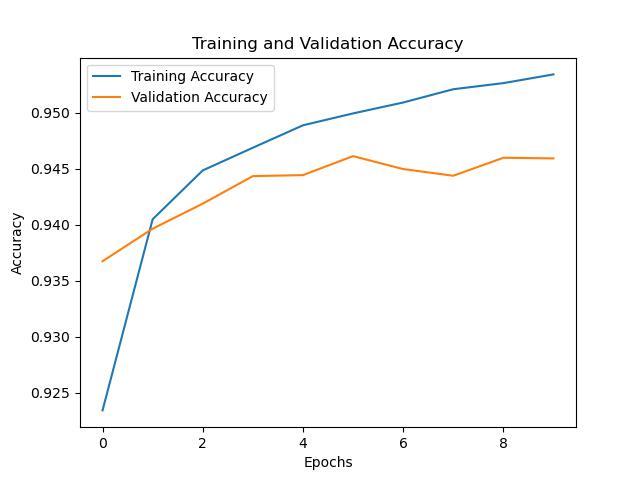 Training and Validation Accuracy
Training Accuracy
Validation Accuracy
0.950
0.945
0.940
0.935
0.930
0.925
Accuracy
0 2 4 6 8
Epochs